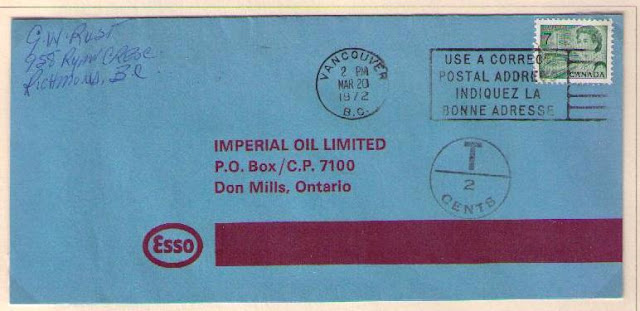 G.W. Rust
Richmond, B.C
VANCOUVER
2 PM
MAR 20
1972
B.C.
USE A CORREC
POSTAL ADDRE
INDIQUEZ LA
BONNE ADRESSE
7
CANADA
IMPERIAL OIL LIMITED
P.O. Box/C.P. 7100
Don Mills, Ontario
T
2
CENTS
Esso